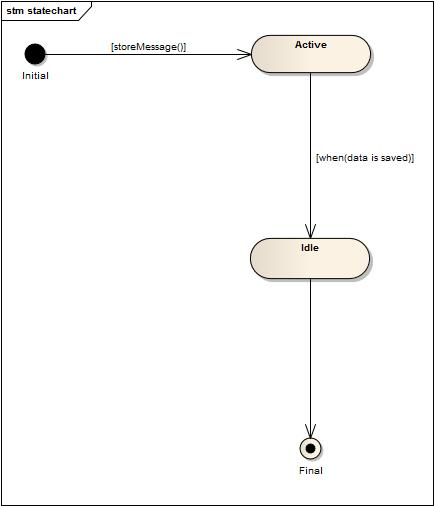 stm statechart
Active
[storeMessage()]
Initial
[when(data is saved)]
Idle
Final